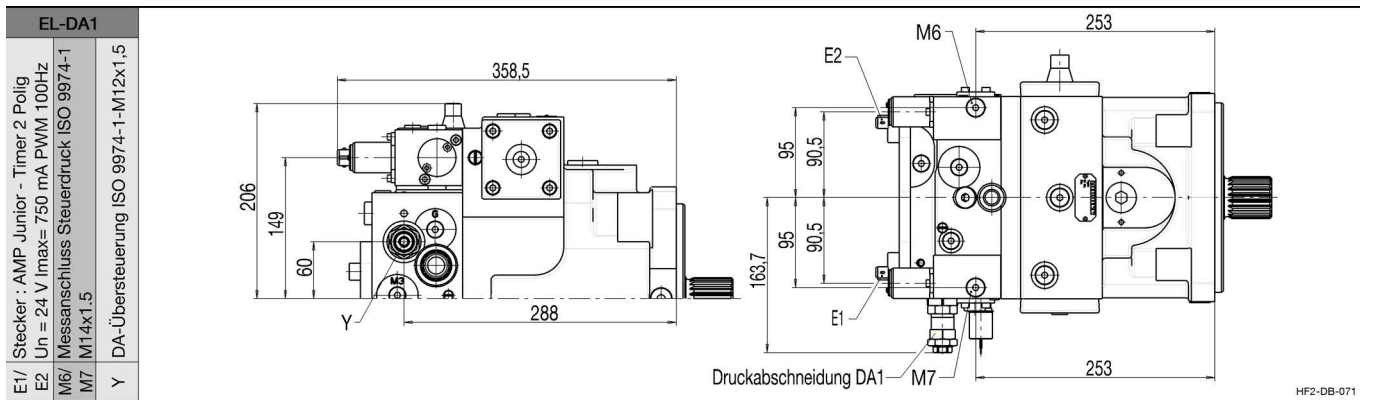 EL-DA1
E1/ E2
Stecker : AMP Junior - Timer 2 Polig
Un = 24 V Imax= 750 mA PWM 100Hz
M6/ M7
Messanschluss Steuerdruck ISO 9974-1
M14x1.5
Y
DA-Übersteuerung ISO 9974-1-M12x1,5
358,5
206
149
60
G
M3
Y
288
253
M6
E2
95
90,5
95
90,5
163,7
E1
Druckabschneidung DA1
M7
253
HF2-DB-071